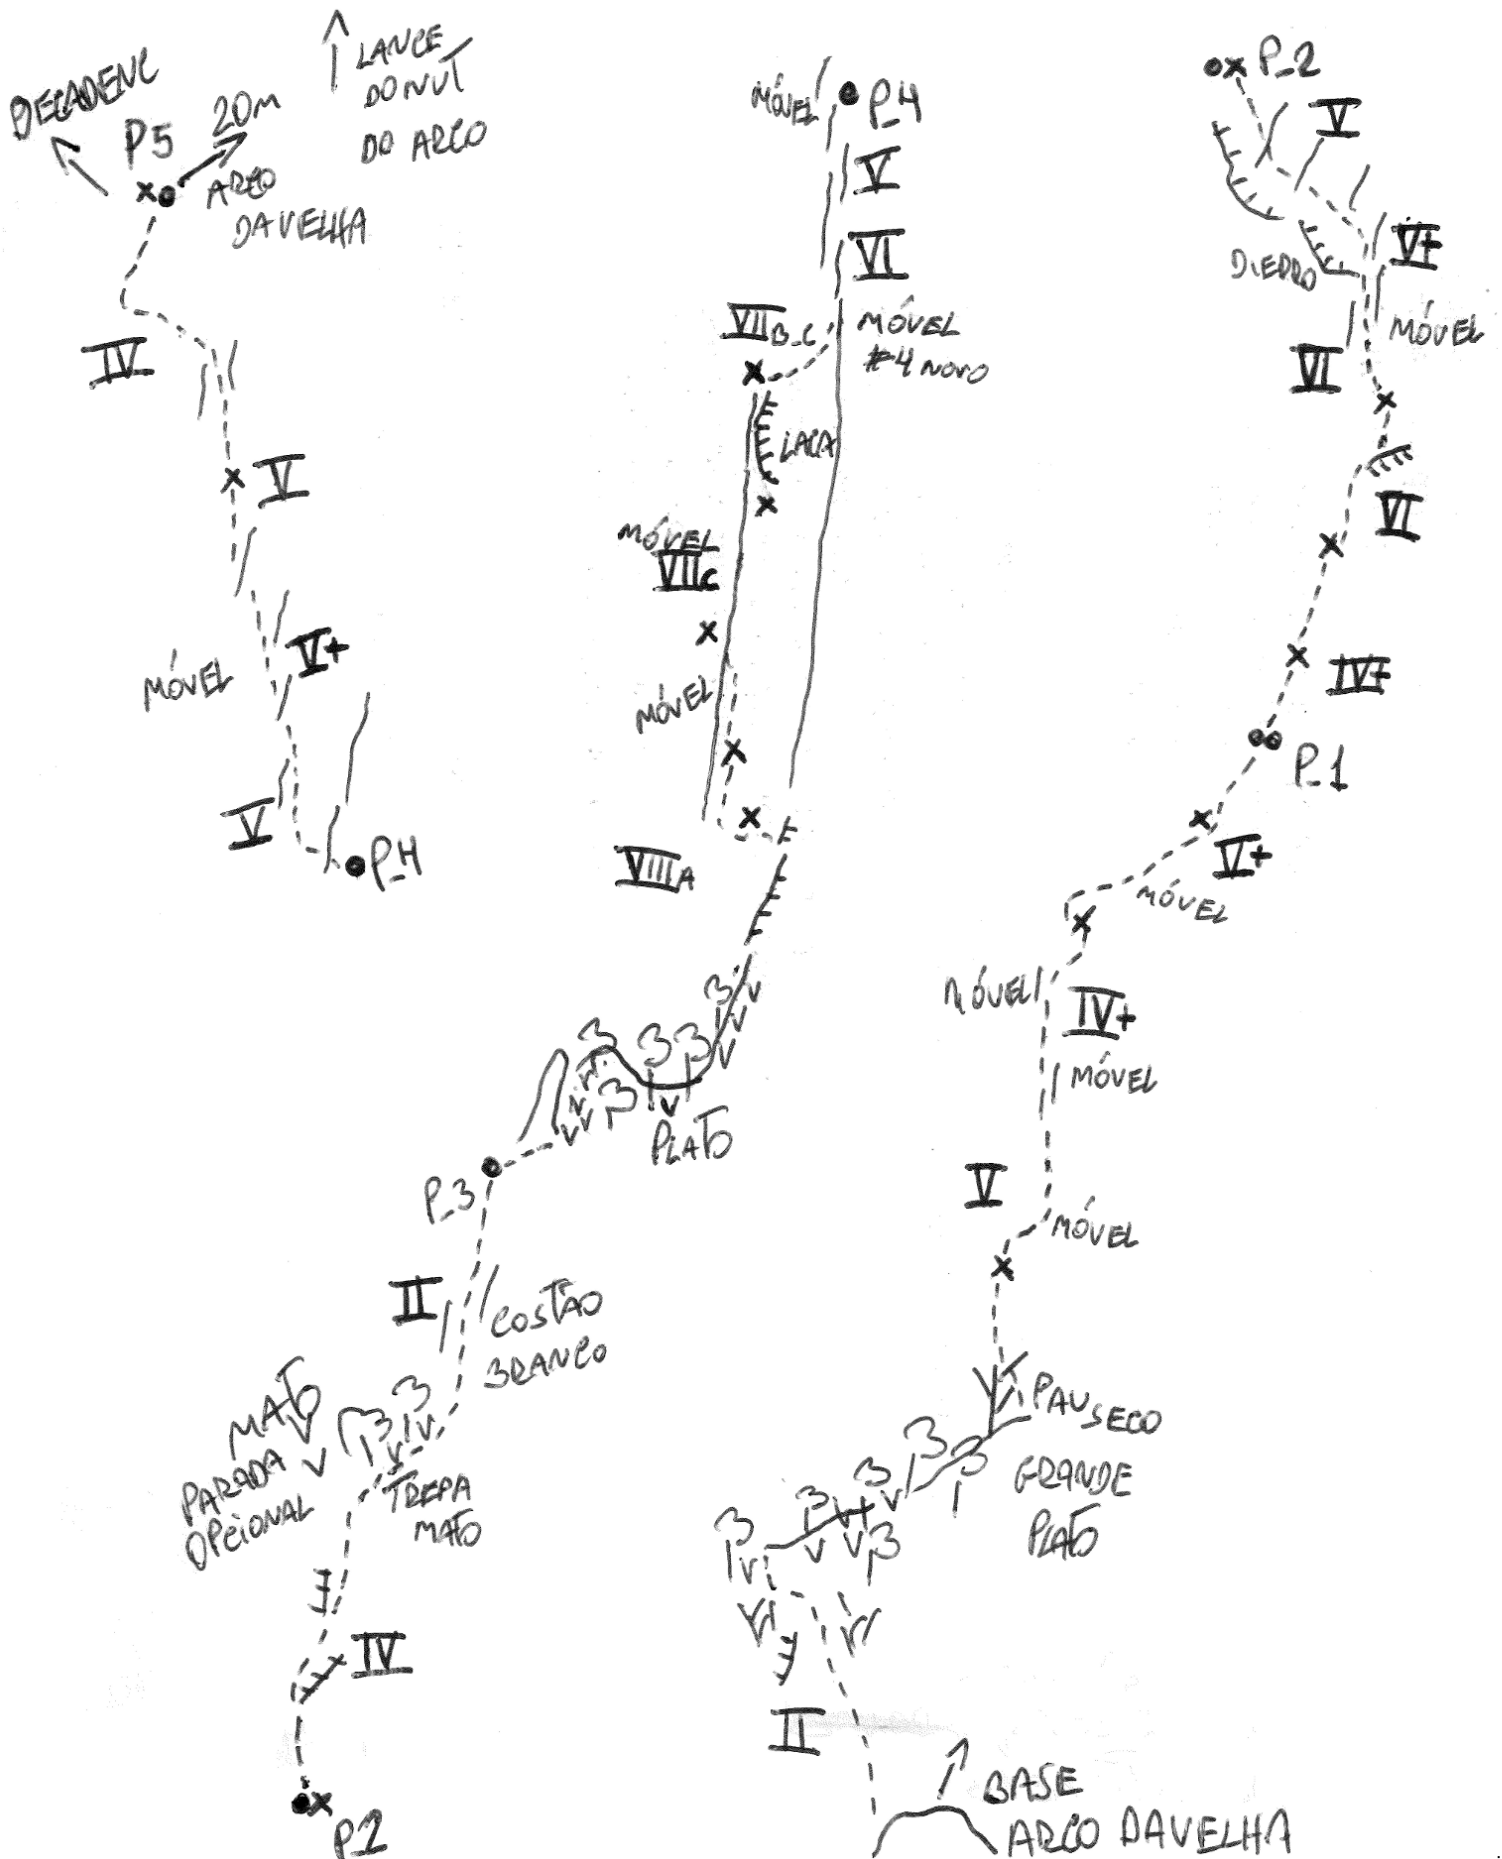 DECADENC
P5
20M
ARCO
DA VELHA
LANCE
DO NUT
DO ARCO
IV
V
MÓVEL
V+
V
P_4
MÓVEL
P_4
V
VI
VII B_C
MÓVEL
#4 NOVO
LACA
MÓVEL
VII C
MÓVEL
VIII A
PLATÔ
P_3
II
COSTÃO
BRANCO
MATO
PARADA
OPCIONAL
TREPA
MATO
IV
P2
P_2
V
V+
DIEDRO
MÓVEL
VI
VI
IV+
P_1
V+
MÓVEL
MÓVEL
IV+
MÓVEL
V
MÓVEL
PAU SECO
GRANDE
PLATÔ
II
BASE
ARCO DA VELHA